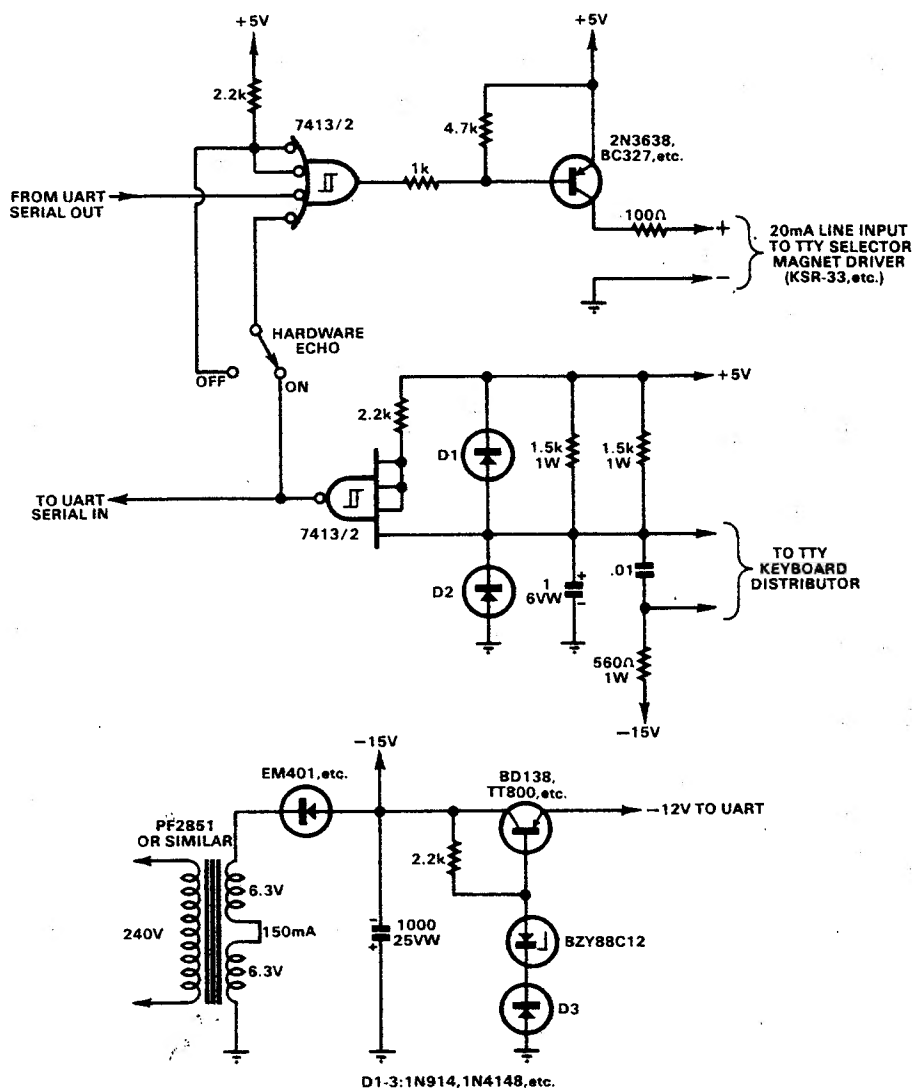 +5V
+5V
2.2k
7413/2
4.7k
2N3638,
BC327,etc.
FROM UART
SERIAL OUT
1k
100Ω
+
20mA LINE INPUT
TO TTY SELECTOR
MAGNET DRIVER
(KSR-33,etc.)
−
HARDWARE
ECHO
OFF
ON
+5V
2.2k
D1
1.5k
1W
1.5k
1W
TO UART
SERIAL IN
7413/2
TO TTY
KEYBOARD
DISTRIBUTOR
D2
1
6VW
+
−
.01
560Ω
1W
−15V
−15V
EM401,etc.
BD138,
TT800,etc.
−12V TO UART
PF2851
OR SIMILAR
2.2k
6.3V
240V
150mA
6.3V
−
+
1000
25VW
BZY88C12
D3
D1-3:1N914,1N4148,etc.